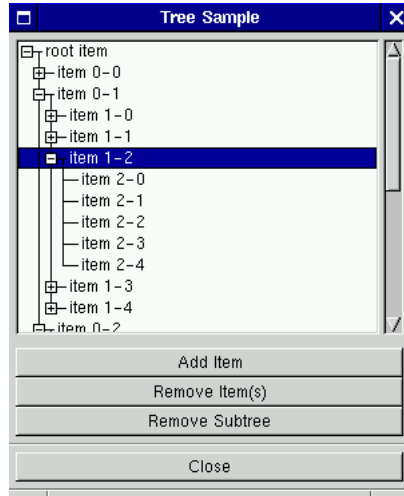 Tree Sample
root item
item 0-0
item 0-1
item 1-0
item 1-1
item 1-2
item 2-0
item 2-1
item 2-2
item 2-3
item 2-4
item 1-3
item 1-4
item 0-2
Add Item
Remove Item(s)
Remove Subtree
Close